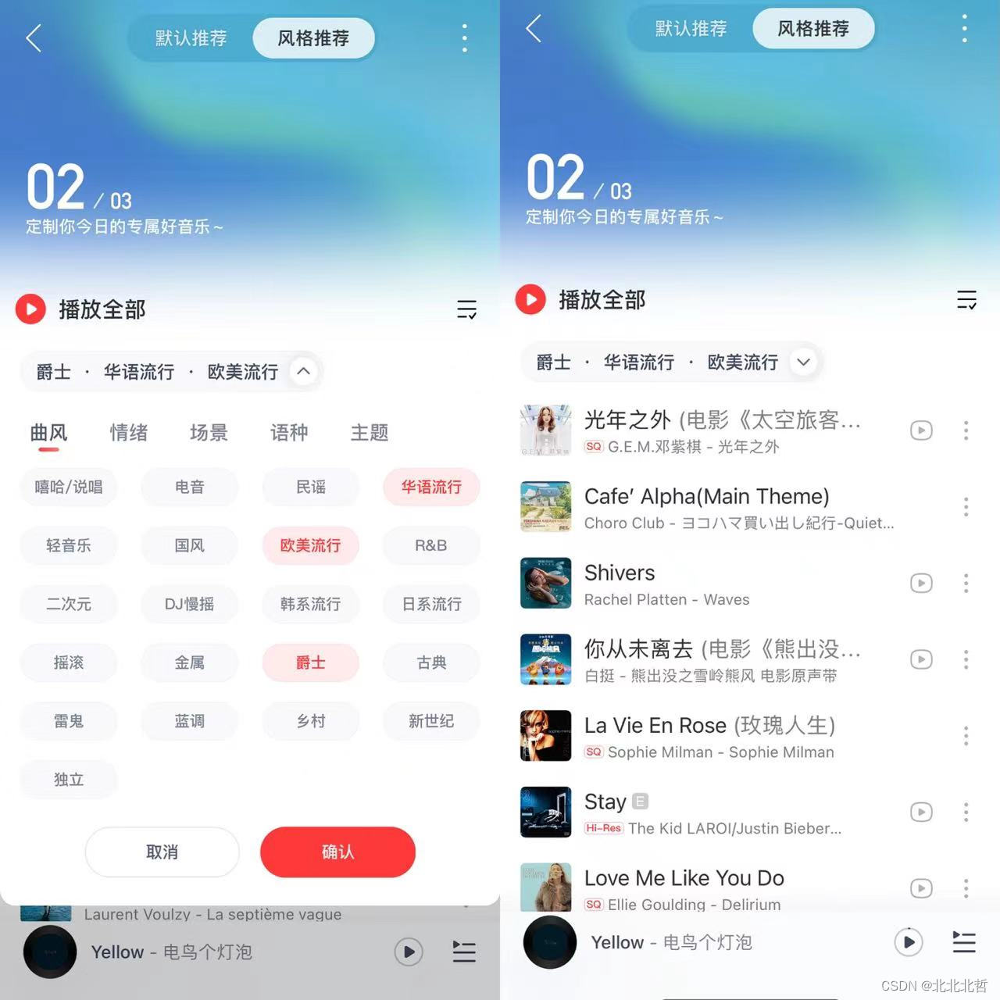 默认推荐
风格推荐
02 / 03
定制你今日的专属好音乐~
播放全部
爵士 · 华语流行 · 欧美流行
曲风
情绪
场景
语种
主题
嘻哈/说唱
电音
民谣
华语流行
轻音乐
国风
欧美流行
R&B
二次元
DJ慢摇
韩系流行
日系流行
摇滚
金属
爵士
古典
雷鬼
蓝调
乡村
新世纪
独立
取消
确认
Laurent Voulzy - La septième vague
Yellow - 电鸟个灯泡
默认推荐
风格推荐
02 / 03
定制你今日的专属好音乐~
播放全部
爵士 · 华语流行 · 欧美流行
光年之外 (电影《太空旅客...
SQ G.E.M.邓紫棋 - 光年之外
Cafe' Alpha(Main Theme)
Choro Club - ヨコハマ買い出し紀行-Quiet...
Shivers
Rachel Platten - Waves
你从未离去 (电影《熊出没...
白挺 - 熊出没之雪岭熊风 电影原声带
La Vie En Rose (玫瑰人生)
SQ Sophie Milman - Sophie Milman
Stay E
Hi-Res The Kid LAROI/Justin Bieber...
Love Me Like You Do
SQ Ellie Goulding - Delirium
Yellow - 电鸟个灯泡
CSDN @北北北哲